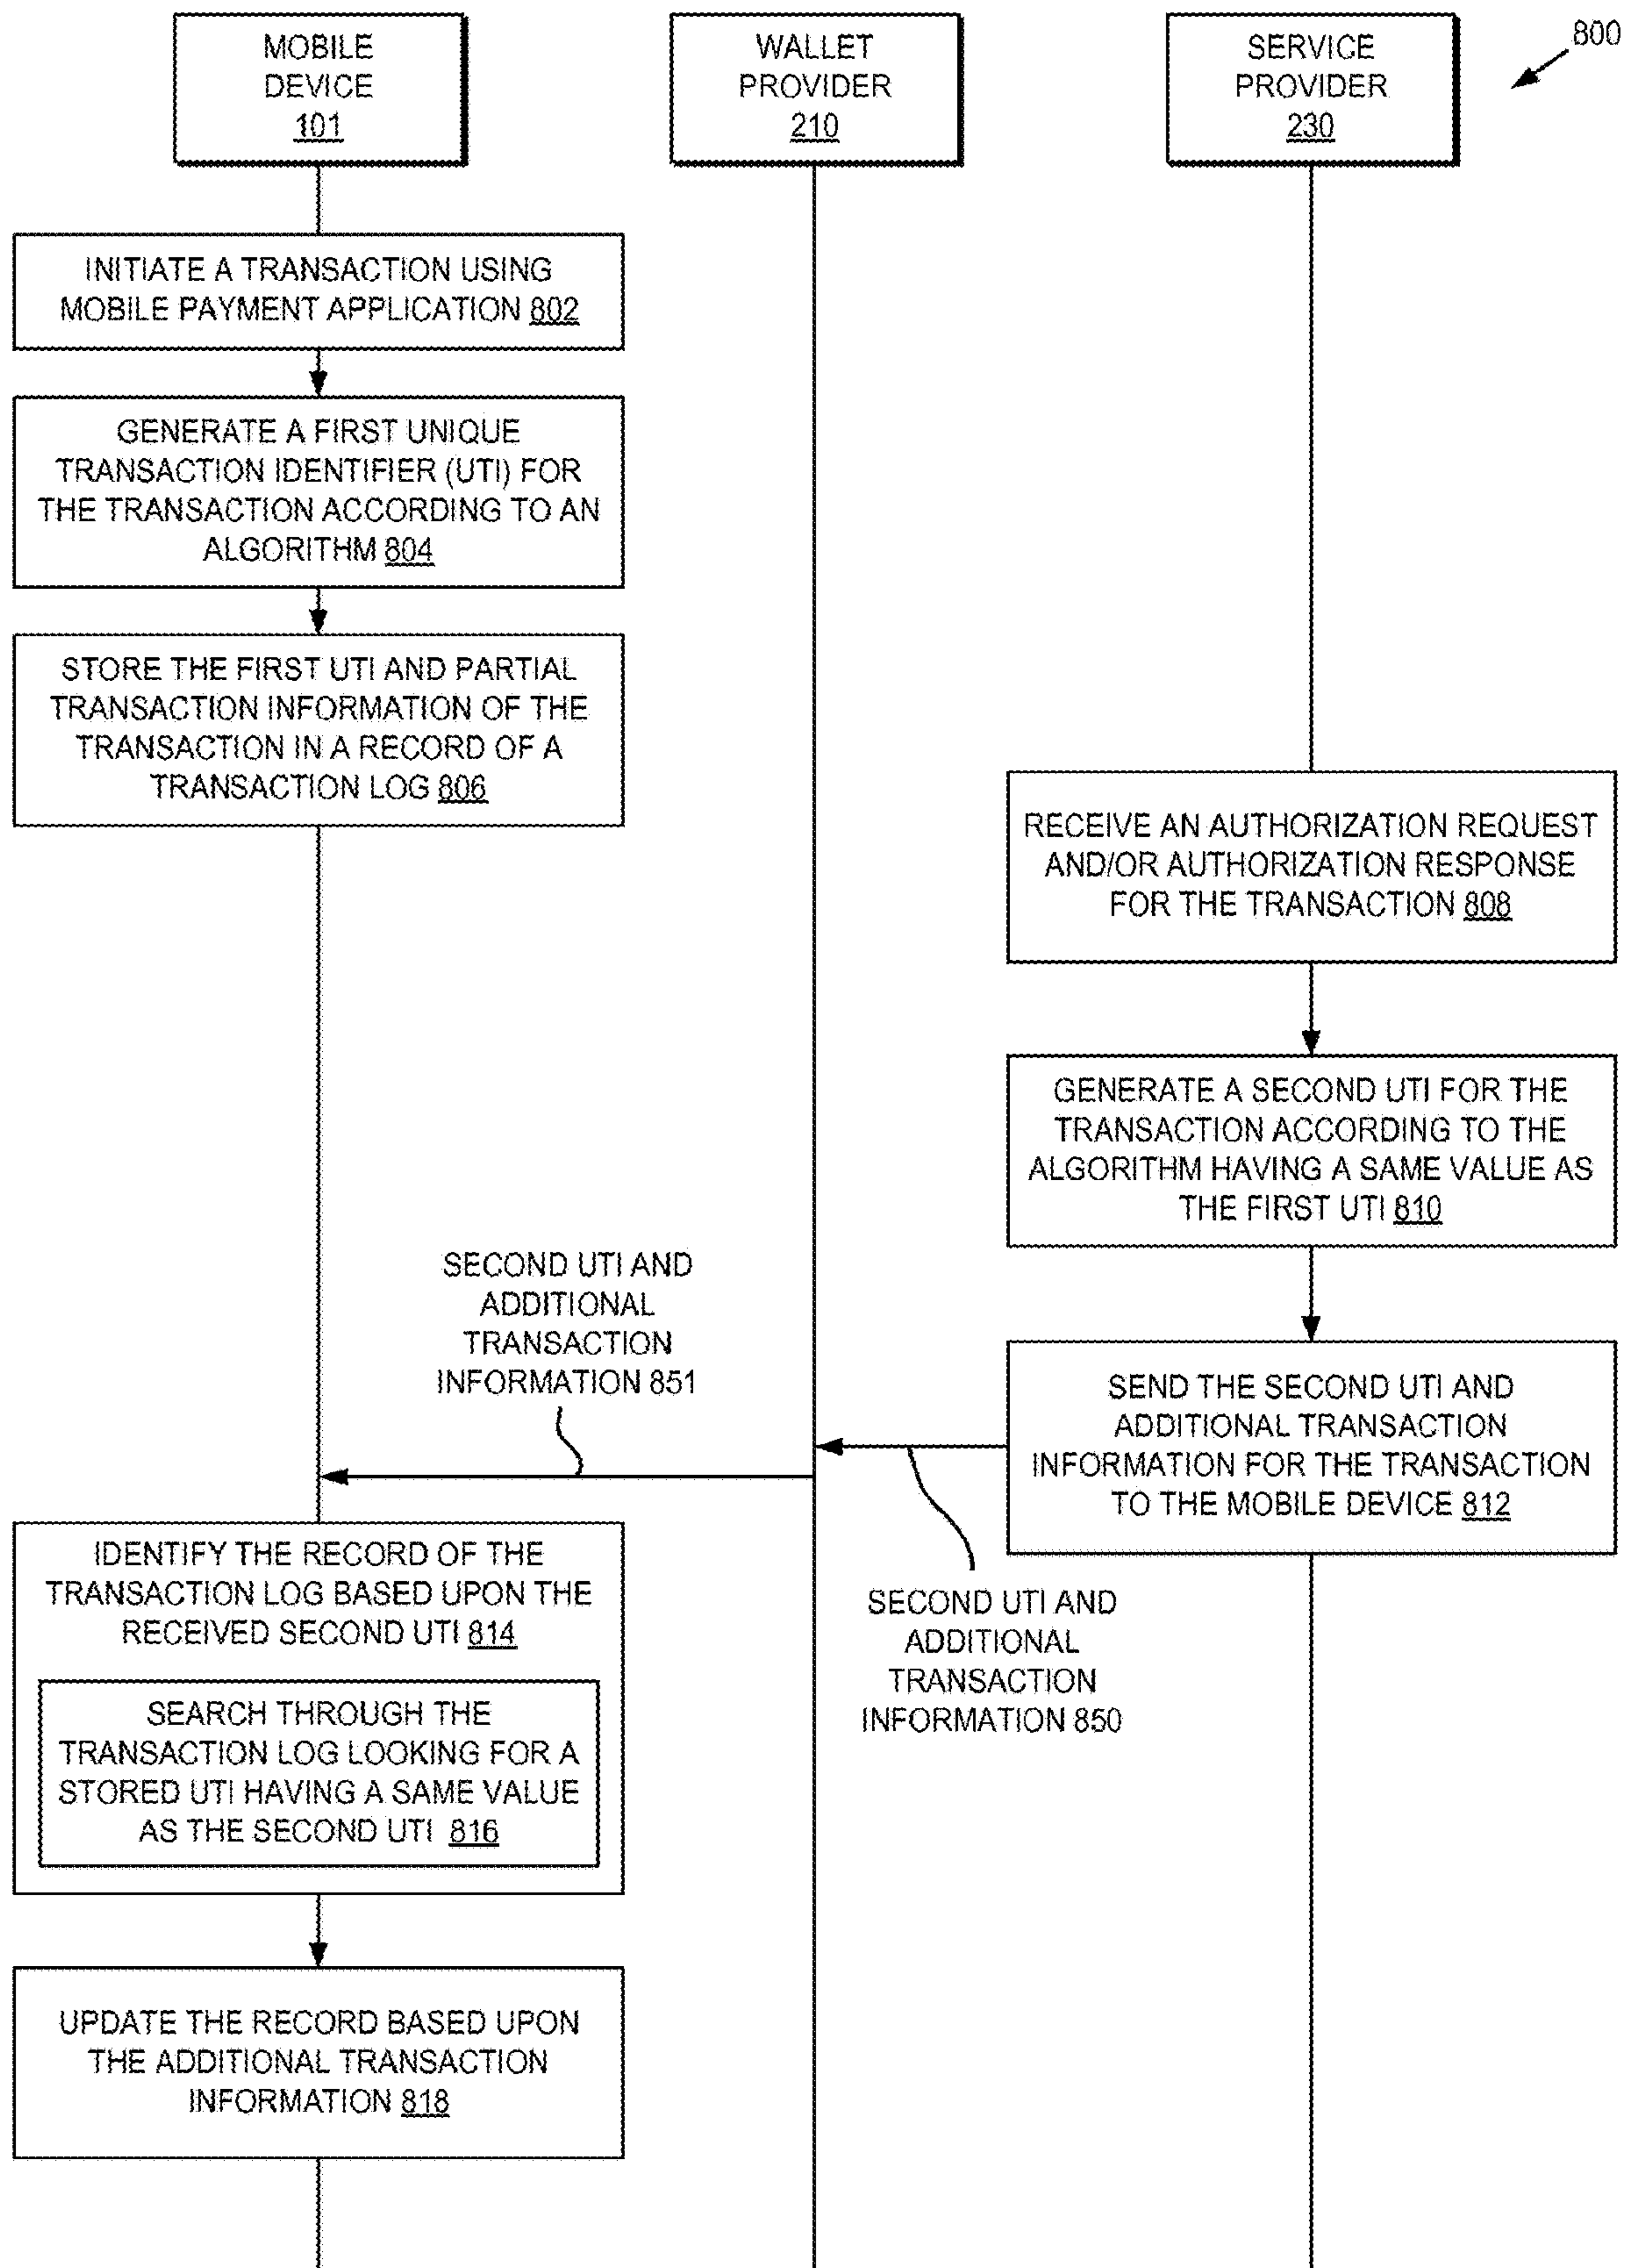 MOBILE
DEVICE
101
WALLET
PROVIDER
210
SERVICE
PROVIDER
230
800
INITIATE A TRANSACTION USING
MOBILE PAYMENT APPLICATION 802
GENERATE A FIRST UNIQUE
TRANSACTION IDENTIFIER (UTI) FOR
THE TRANSACTION ACCORDING TO AN
ALGORITHM 804
STORE THE FIRST UTI AND PARTIAL
TRANSACTION INFORMATION OF THE
TRANSACTION IN A RECORD OF A
TRANSACTION LOG 806
RECEIVE AN AUTHORIZATION REQUEST
AND/OR AUTHORIZATION RESPONSE
FOR THE TRANSACTION 808
GENERATE A SECOND UTI FOR THE
TRANSACTION ACCORDING TO THE
ALGORITHM HAVING A SAME VALUE AS
THE FIRST UTI 810
SECOND UTI AND
ADDITIONAL
TRANSACTION
INFORMATION 851
SEND THE SECOND UTI AND
ADDITIONAL TRANSACTION
INFORMATION FOR THE TRANSACTION
TO THE MOBILE DEVICE 812
SECOND UTI AND
ADDITIONAL
TRANSACTION
INFORMATION 850
IDENTIFY THE RECORD OF THE
TRANSACTION LOG BASED UPON THE
RECEIVED SECOND UTI 814
SEARCH THROUGH THE
TRANSACTION LOG LOOKING FOR A
STORED UTI HAVING A SAME VALUE
AS THE SECOND UTI 816
UPDATE THE RECORD BASED UPON
THE ADDITIONAL TRANSACTION
INFORMATION 818